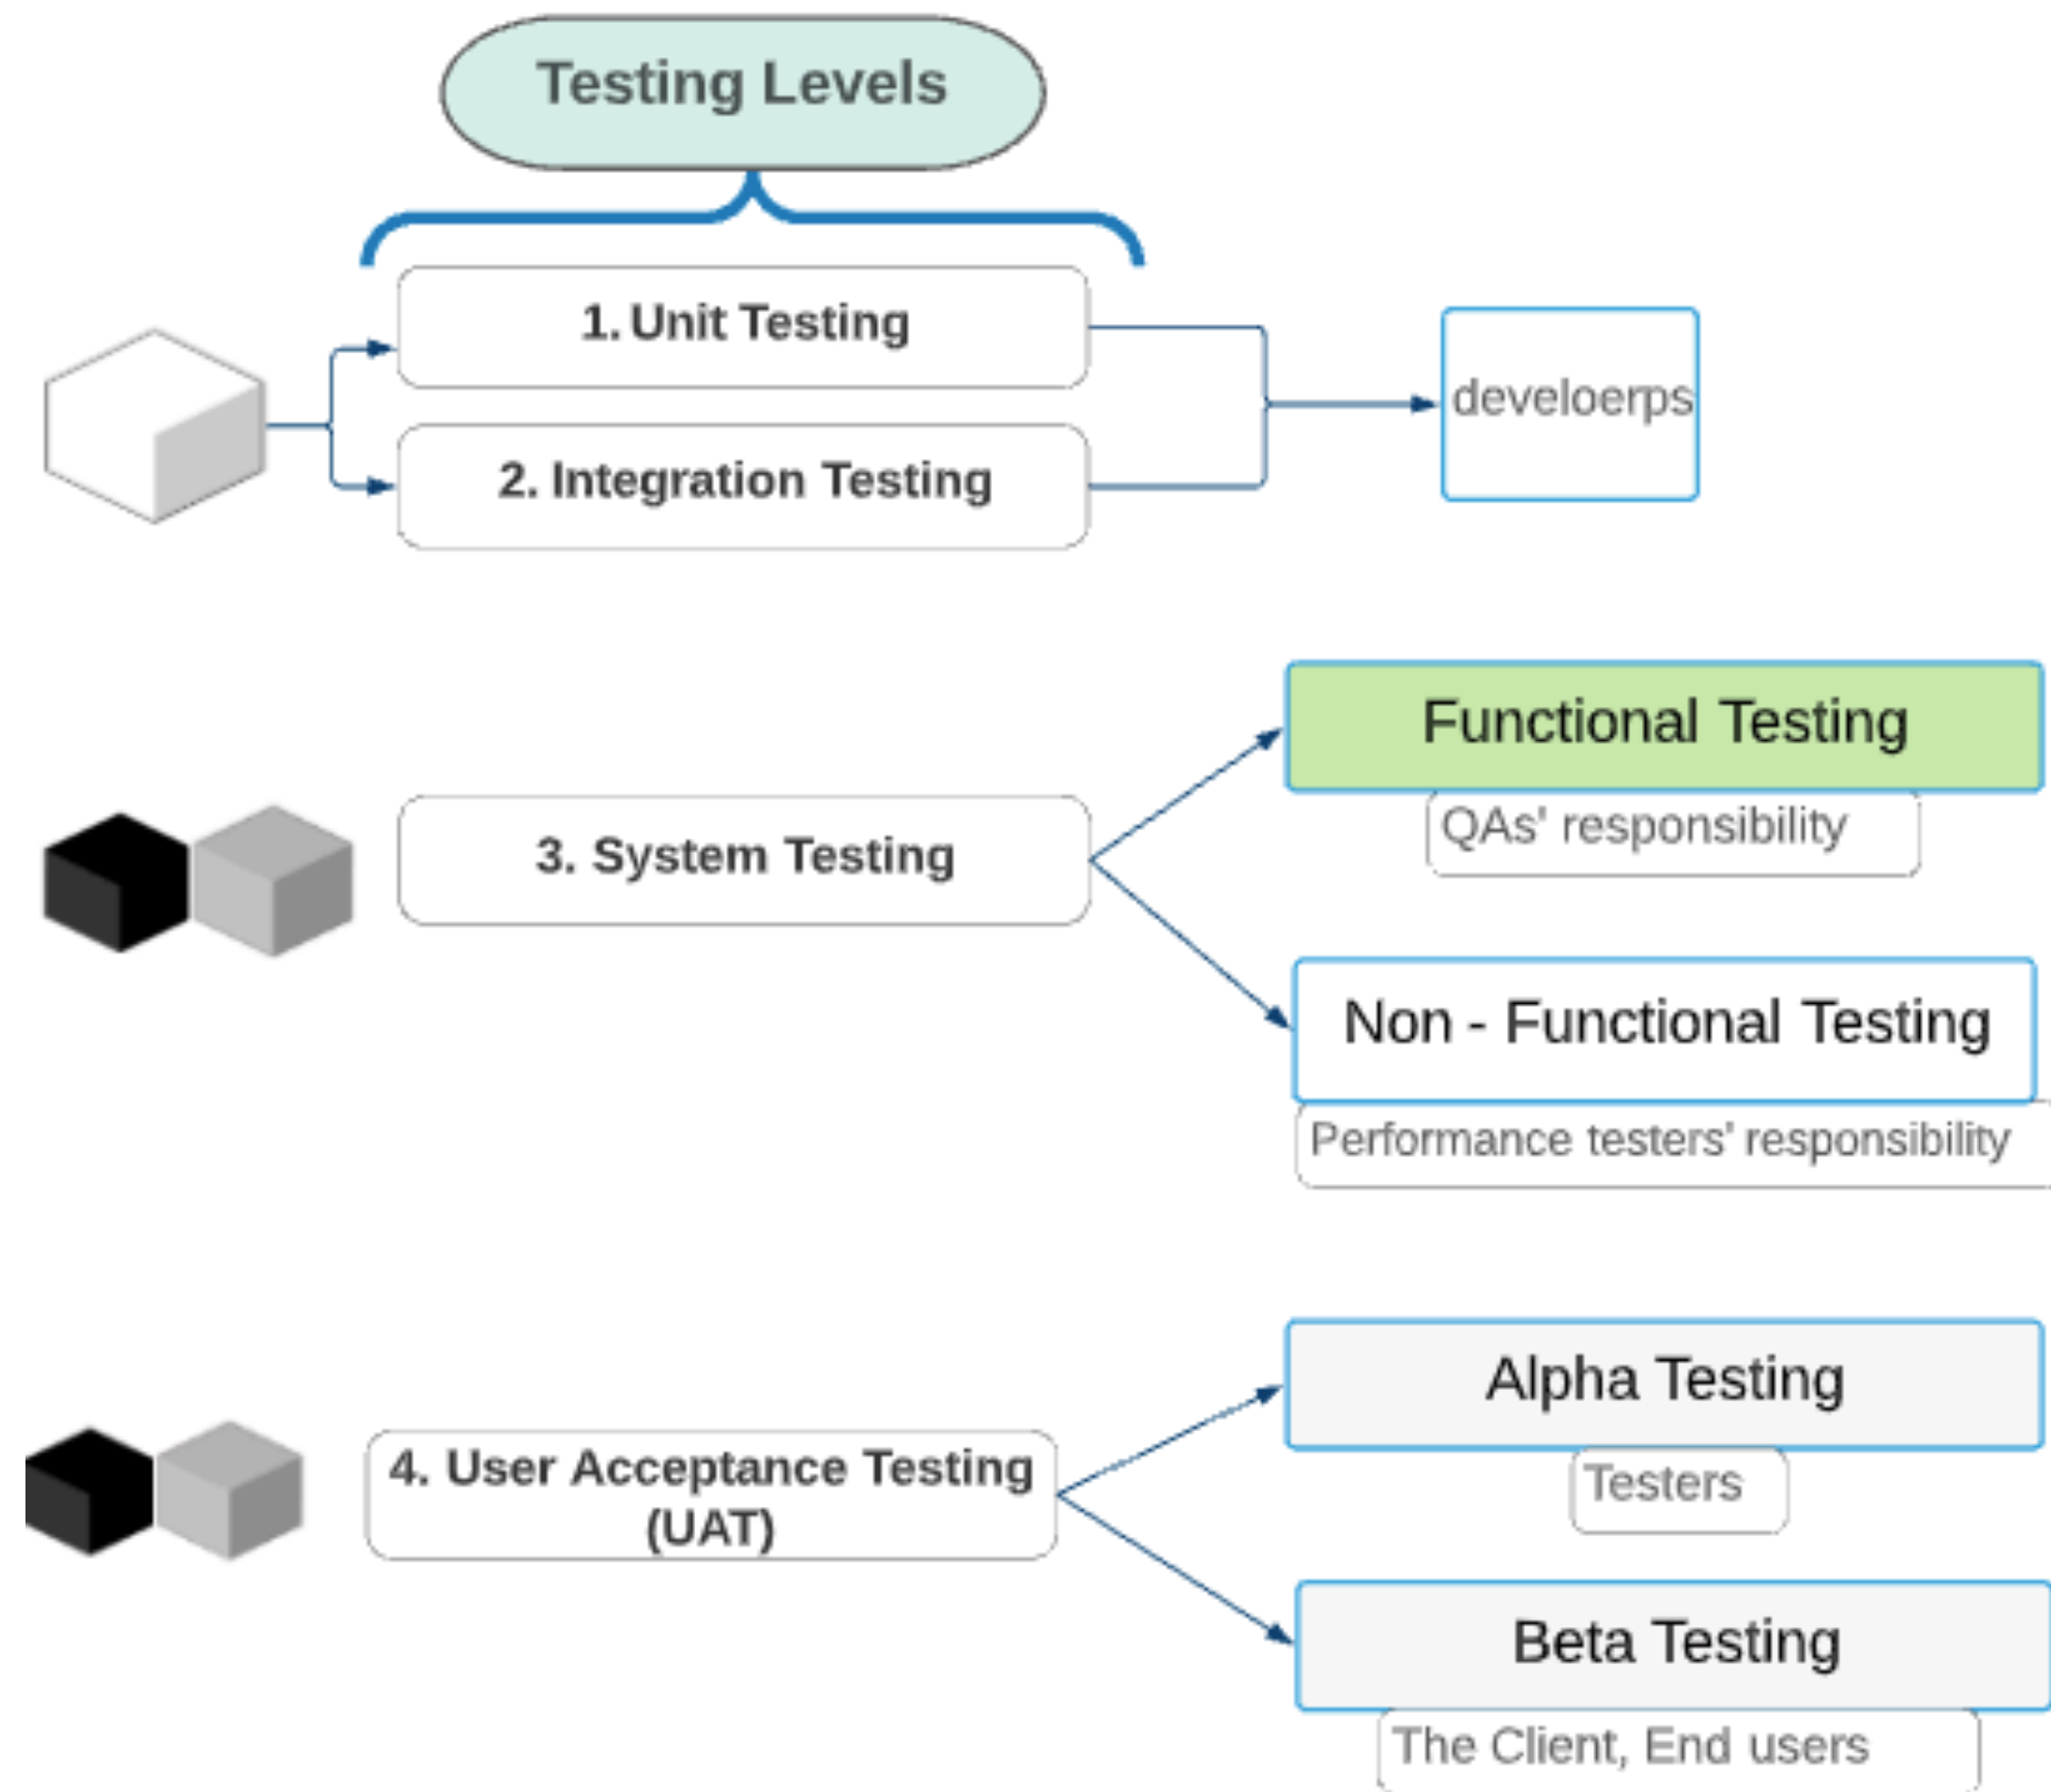 Testing Levels
1. Unit Testing
develoerps
2. Integration Testing
Functional Testing
QAs' responsibility
3. System Testing
Non - Functional Testing
Performance testers' responsibility
Alpha Testing
Testers
4. User Acceptance Testing
(UAT)
Beta Testing
The Client, End users